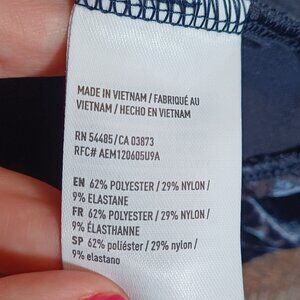 MADE IN VIETNAM / FABRIQUÉ AU
VIETNAM / HECHO EN VIETNAM
RN 54485/CA 03873
RFC# AEM120605U9A
EN 62% POLYESTER / 29% NYLON /
9% ELASTANE
FR 62% POLYESTER / 29% NYLON /
9% ÉLASTHANNE
SP 62% poliéster / 29% nylon /
9% elastano